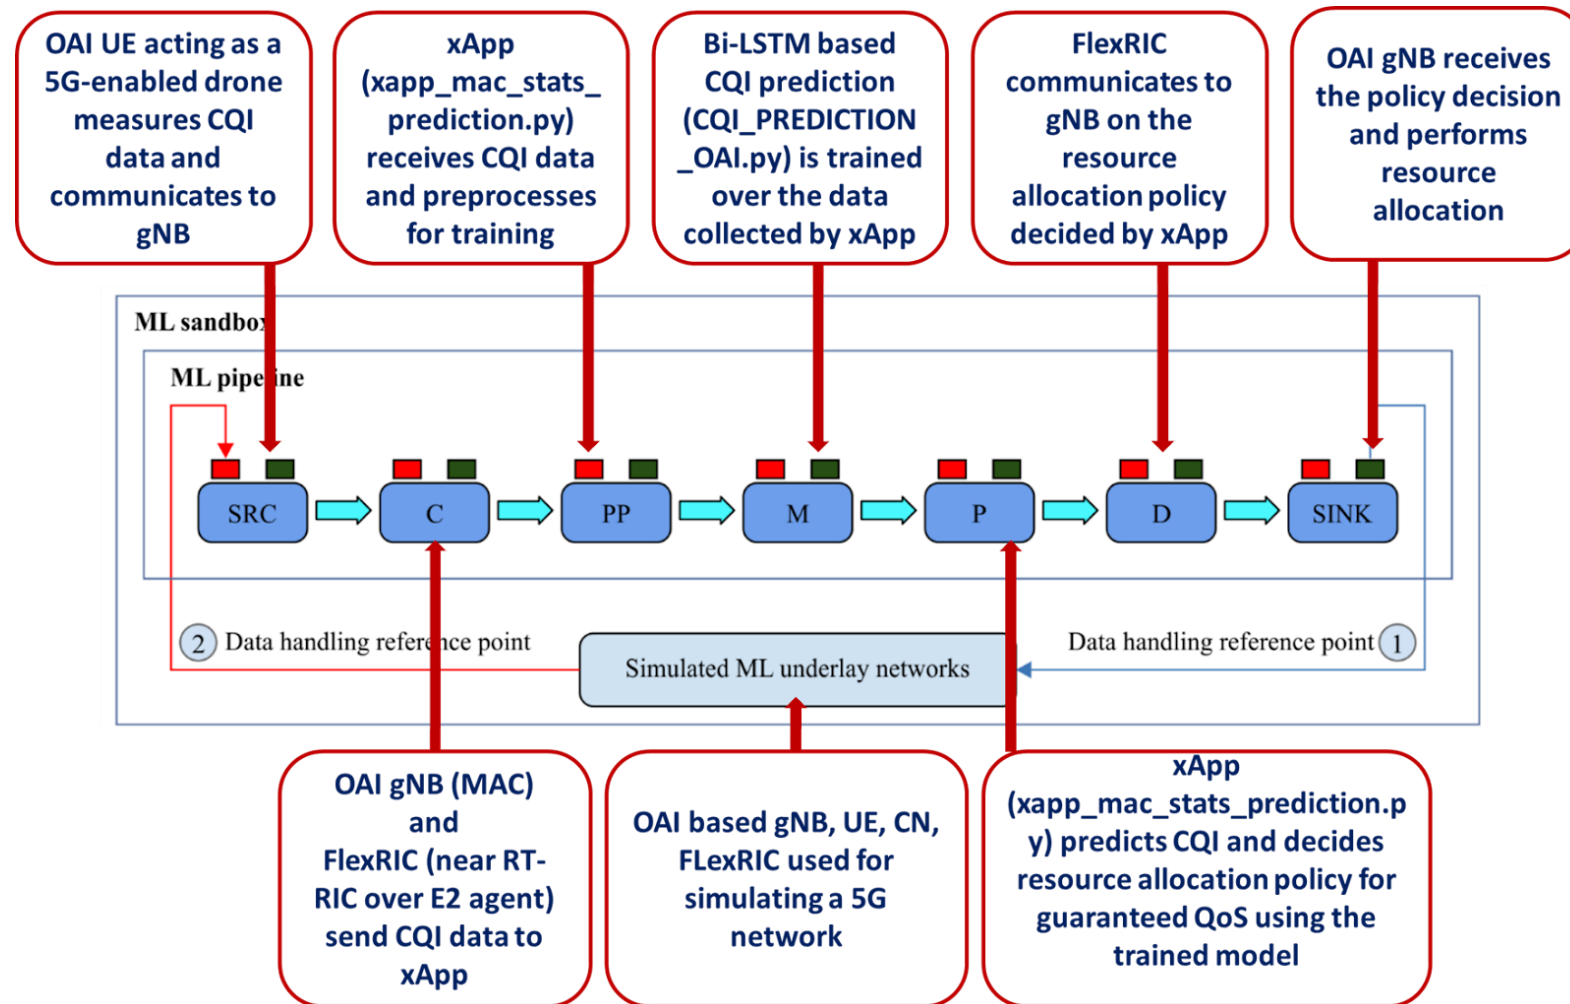 OAI UE acting as a
5G-enabled drone
measures CQI
data and
communicates to
gNB
xApp
(xapp_mac_stats_
prediction.py)
receives CQI data
and preprocesses
for training
Bi-LSTM based
CQI prediction
(CQI_PREDICTION
_OAI.py) is trained
over the data
collected by xApp
FlexRIC
communicates to
gNB on the
resource
allocation policy
decided by xApp
OAI gNB receives
the policy decision
and performs
resource
allocation
ML sandbox
ML pipeline
SRC
C
PP
M
P
D
SINK
2 Data handling reference point
Data handling reference point 1
Simulated ML underlay networks
OAI gNB (MAC)
and
FlexRIC (near RT-
RIC over E2 agent)
send CQI data to
xApp
OAI based gNB, UE, CN,
FLexRIC used for
simulating a 5G
network
xApp
(xapp_mac_stats_prediction.p
y) predicts CQI and decides
resource allocation policy for
guaranteed QoS using the
trained model